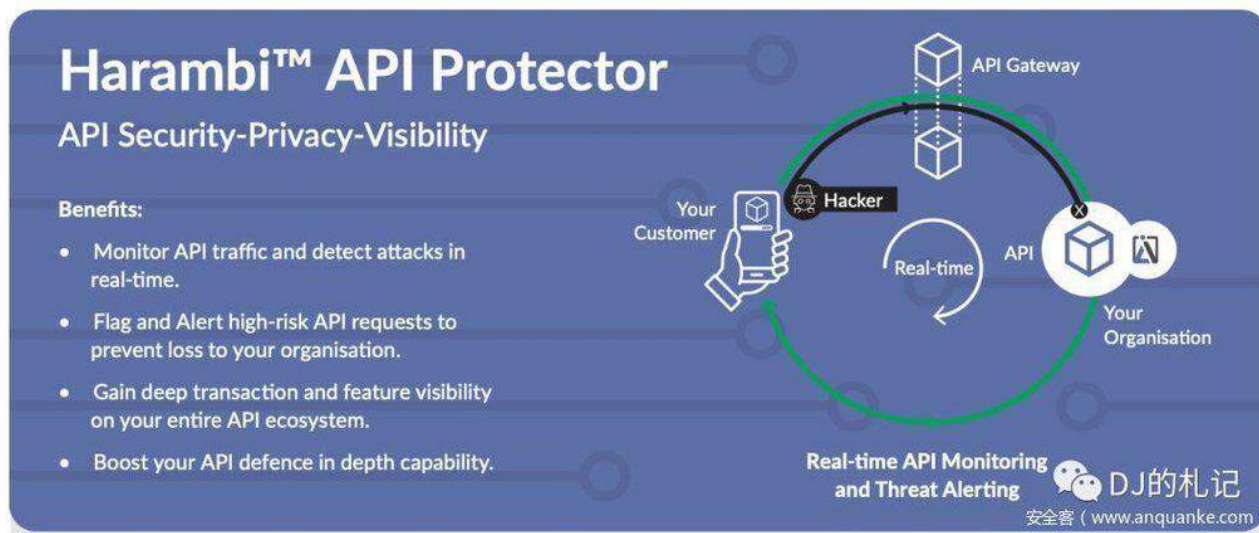 Harambi™ API Protector
API Security-Privacy-Visibility
Benefits:
• Monitor API traffic and detect attacks in
real-time.
• Flag and Alert high-risk API requests to
prevent loss to your organisation.
• Gain deep transaction and feature visibility
on your entire API ecosystem.
• Boost your API defence in depth capability.
API Gateway
Hacker
Your
Customer
Real-time
API
X
Your
Organisation
Real-time API Monitoring
and Threat Alerting
DJ的札记
安全客（www.anquanke.com